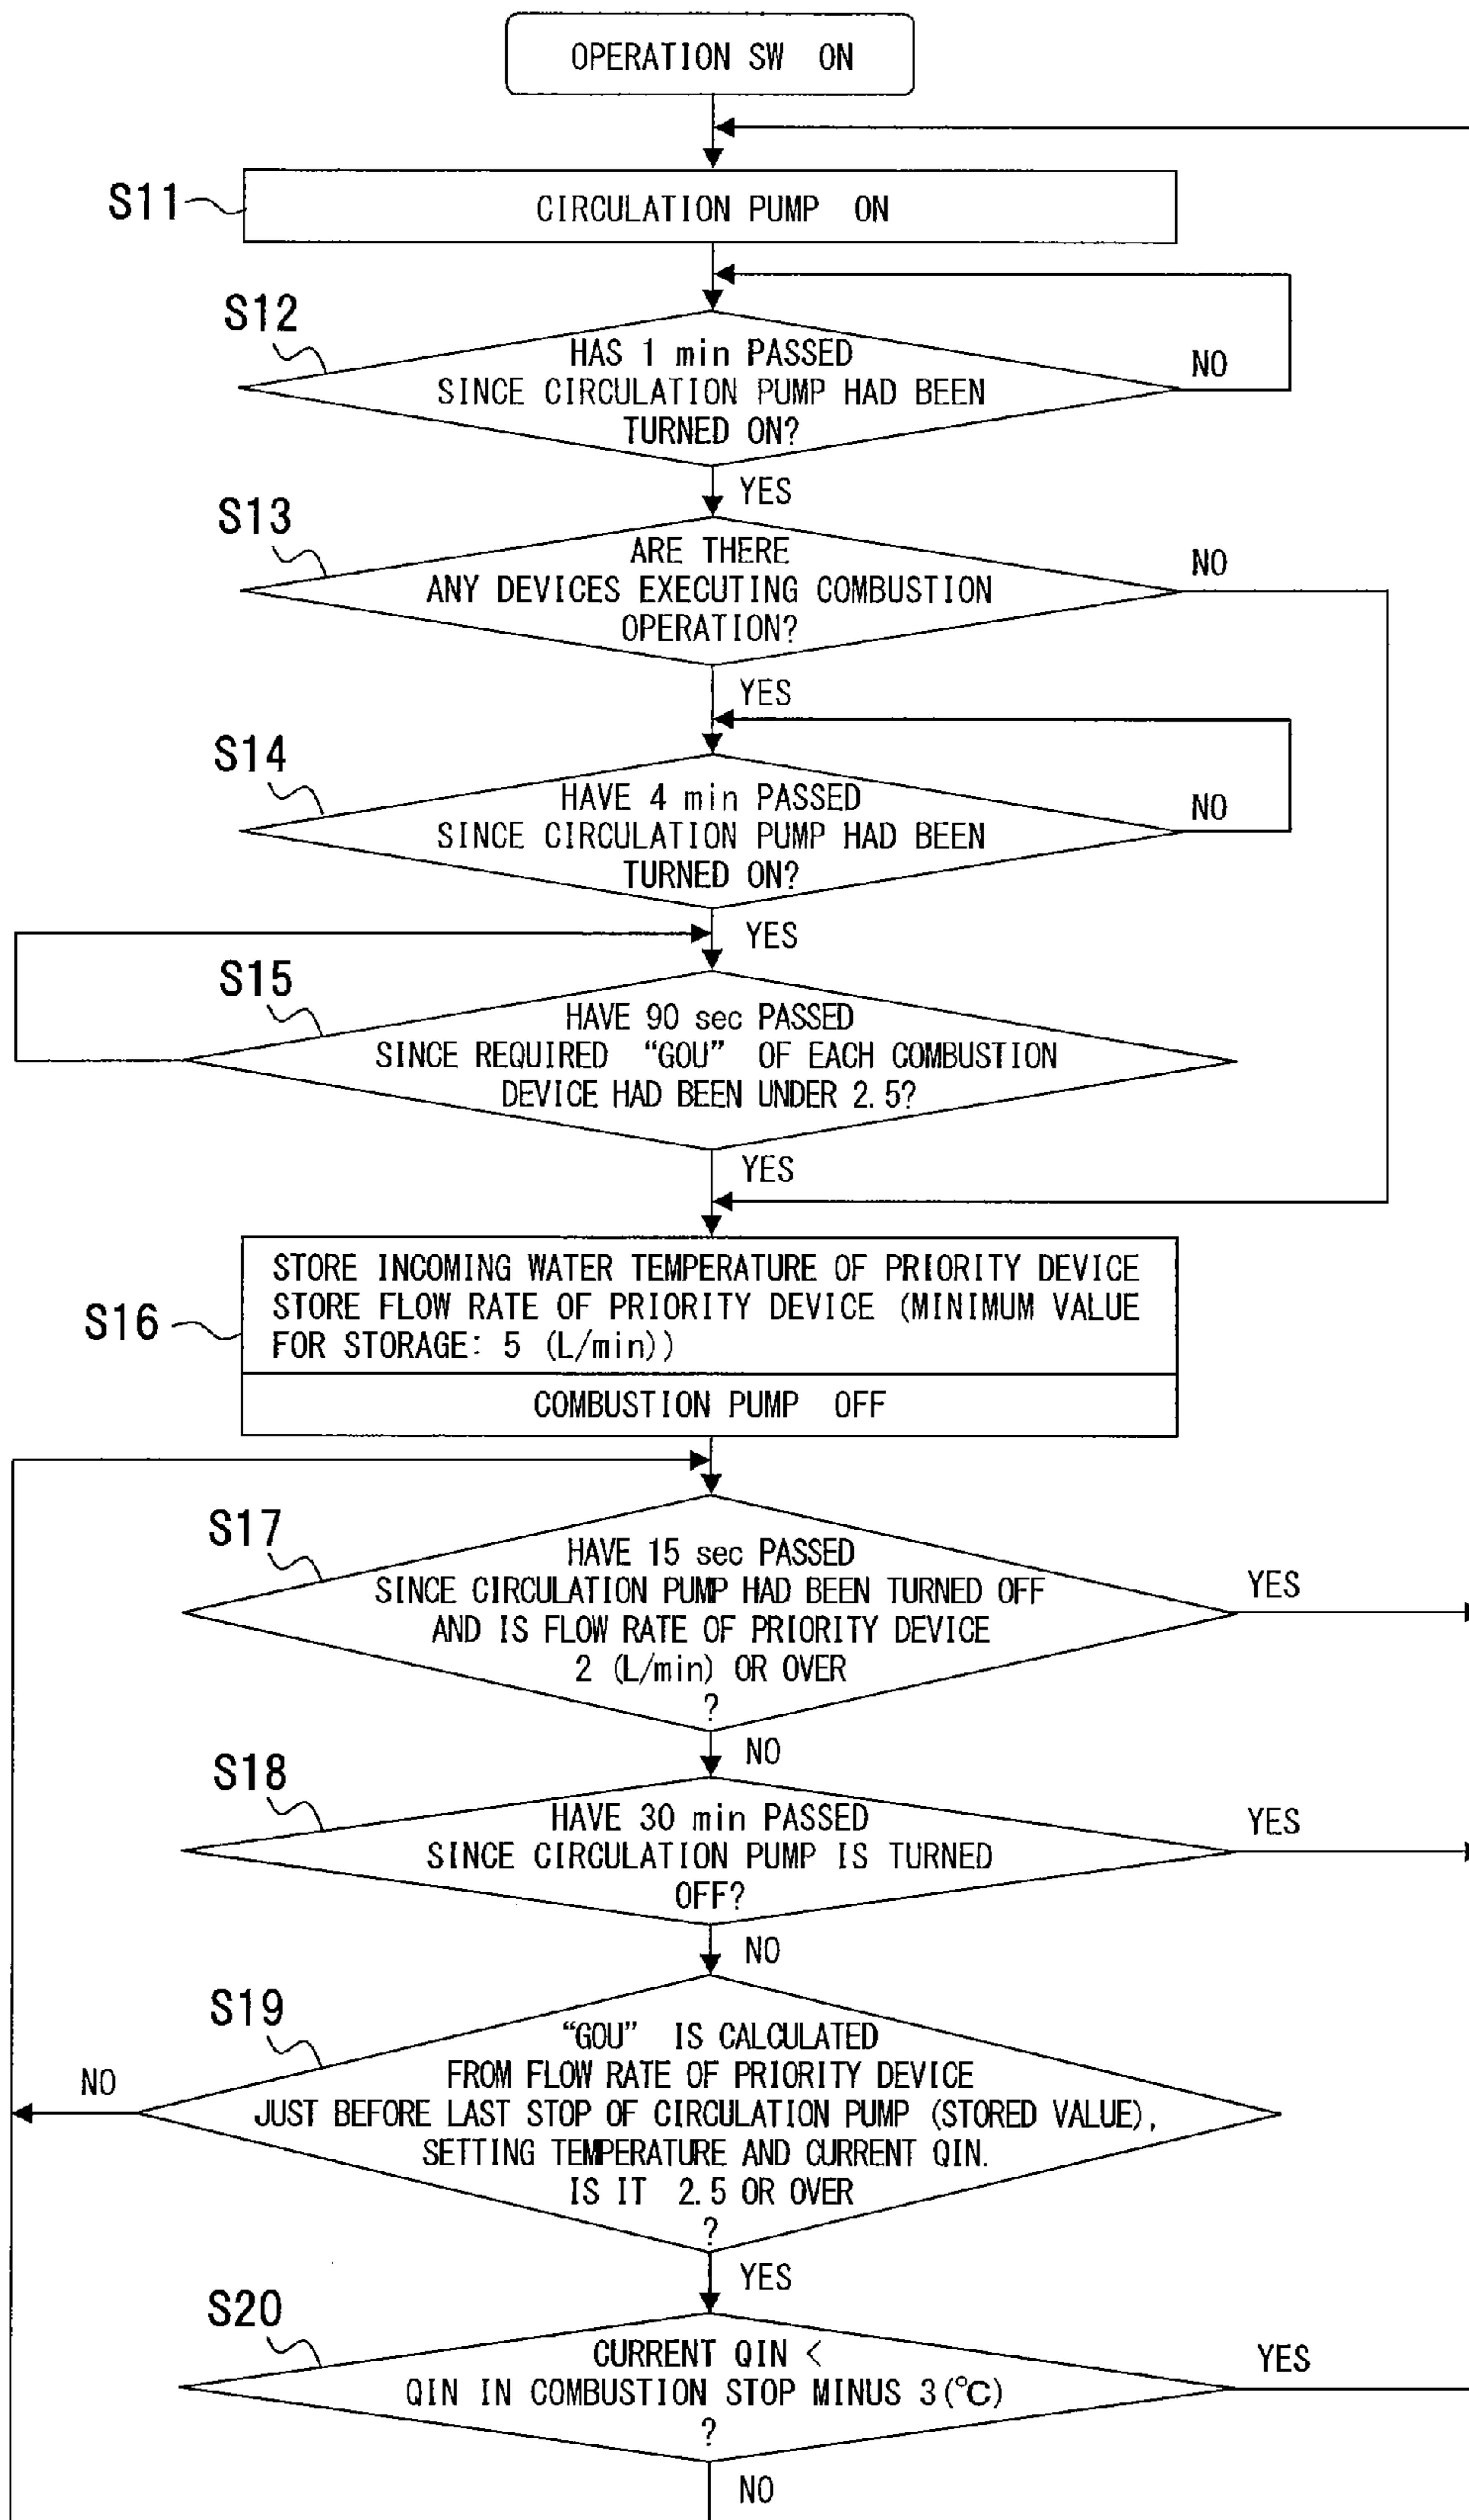 OPERATION SW ON
S11
CIRCULATION PUMP ON
S12
HAS 1 min PASSED
SINCE CIRCULATION PUMP HAD BEEN
TURNED ON?
NO
YES
S13
ARE THERE
ANY DEVICES EXECUTING COMBUSTION
OPERATION?
NO
YES
S14
HAVE 4 min PASSED
SINCE CIRCULATION PUMP HAD BEEN
TURNED ON?
NO
YES
S15
HAVE 90 sec PASSED
SINCE REQUIRED “GOU” OF EACH COMBUSTION
DEVICE HAD BEEN UNDER 2.5?
YES
S16
STORE INCOMING WATER TEMPERATURE OF PRIORITY DEVICE
STORE FLOW RATE OF PRIORITY DEVICE (MINIMUM VALUE
FOR STORAGE: 5 (L/min))
COMBUSTION PUMP OFF
S17
HAVE 15 sec PASSED
SINCE CIRCULATION PUMP HAD BEEN TURNED OFF
AND IS FLOW RATE OF PRIORITY DEVICE
2 (L/min) OR OVER
?
YES
NO
S18
HAVE 30 min PASSED
SINCE CIRCULATION PUMP IS TURNED
OFF?
YES
NO
S19
“GOU” IS CALCULATED
FROM FLOW RATE OF PRIORITY DEVICE
JUST BEFORE LAST STOP OF CIRCULATION PUMP (STORED VALUE),
SETTING TEMPERATURE AND CURRENT QIN.
IS IT 2.5 OR OVER
?
NO
YES
S20
CURRENT QIN <
QIN IN COMBUSTION STOP MINUS 3(℃)
?
YES
NO